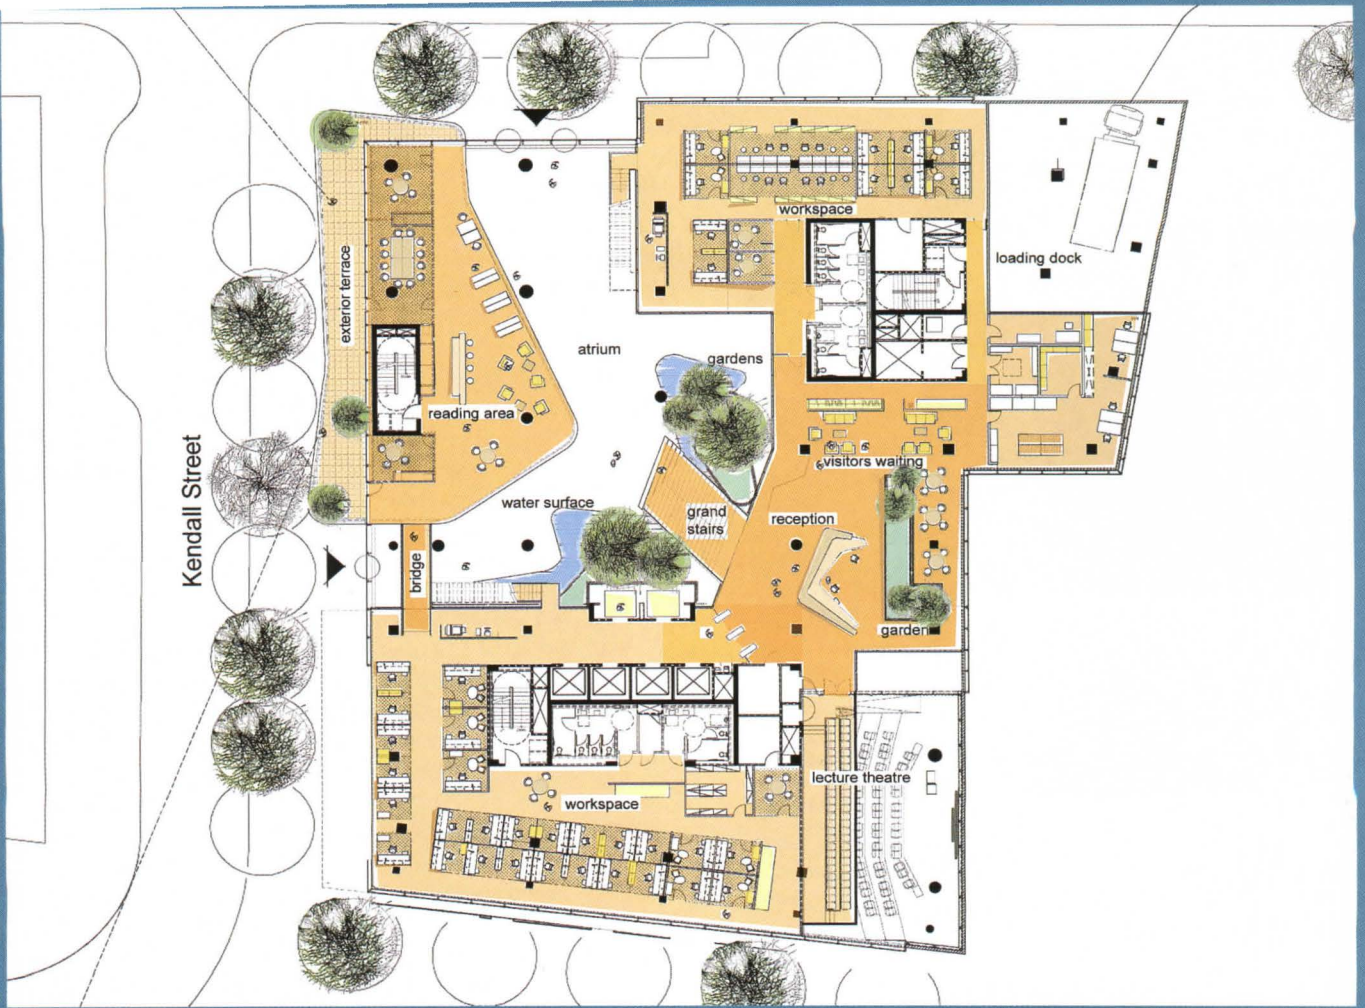 workspace
loading dock
exterior terrace
atrium
gardens
reading area
visitors waiting
Kendall Street
water surface
grand
stairs
reception
bridge
garden
lecture theatre
workspace